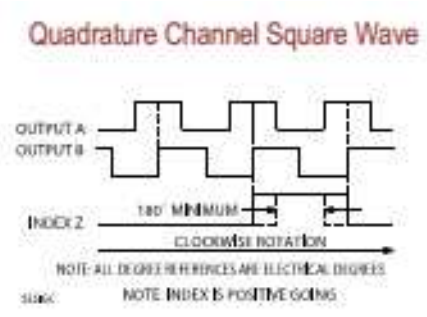 Quadrature Channel Square Wave
OUTPUT A
OUTPUT B
180° MINIMUM
INDEX Z
CLOCKWISE ROTATION
NOTE: ALL DEGREE REFERENCES ARE ELECTRICAL DEGREES
NOTE: INDEX IS POSITIVE GOING